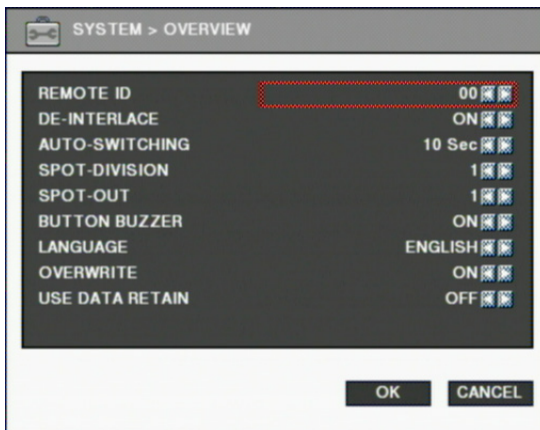 SYSTEM > OVERVIEW
REMOTE ID 00
DE-INTERLACE ON
AUTO-SWITCHING 10 Sec
SPOT-DIVISION 1
SPOT-OUT 1
BUTTON BUZZER ON
LANGUAGE ENGLISH
OVERWRITE ON
USE DATA RETAIN OFF
OK CANCEL